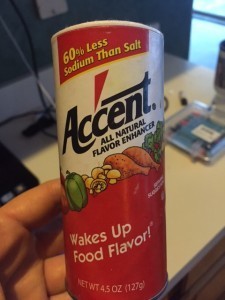 60% Less
Sodium Than Salt
Accent®
ALL NATURAL
FLAVOR ENHANCER
Wakes Up
Food Flavor!
NET WT 4.5 OZ (127g)